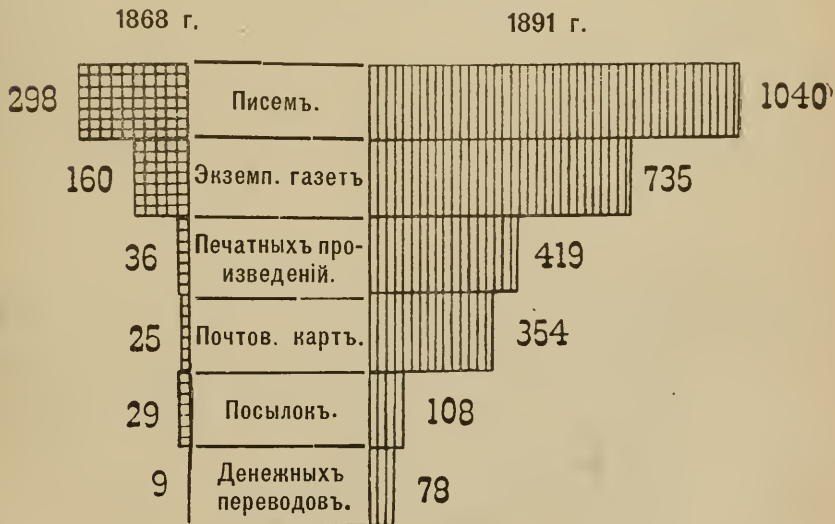 1868 г. 1891 г.
298 Писемъ. 1040
160 Экземп. газетъ 735
36 Печатныхъ про-
изведеній. 419
25 Почтов. картъ. 354
29 Посылокъ. 108
9 Денежныхъ
переводовъ. 78